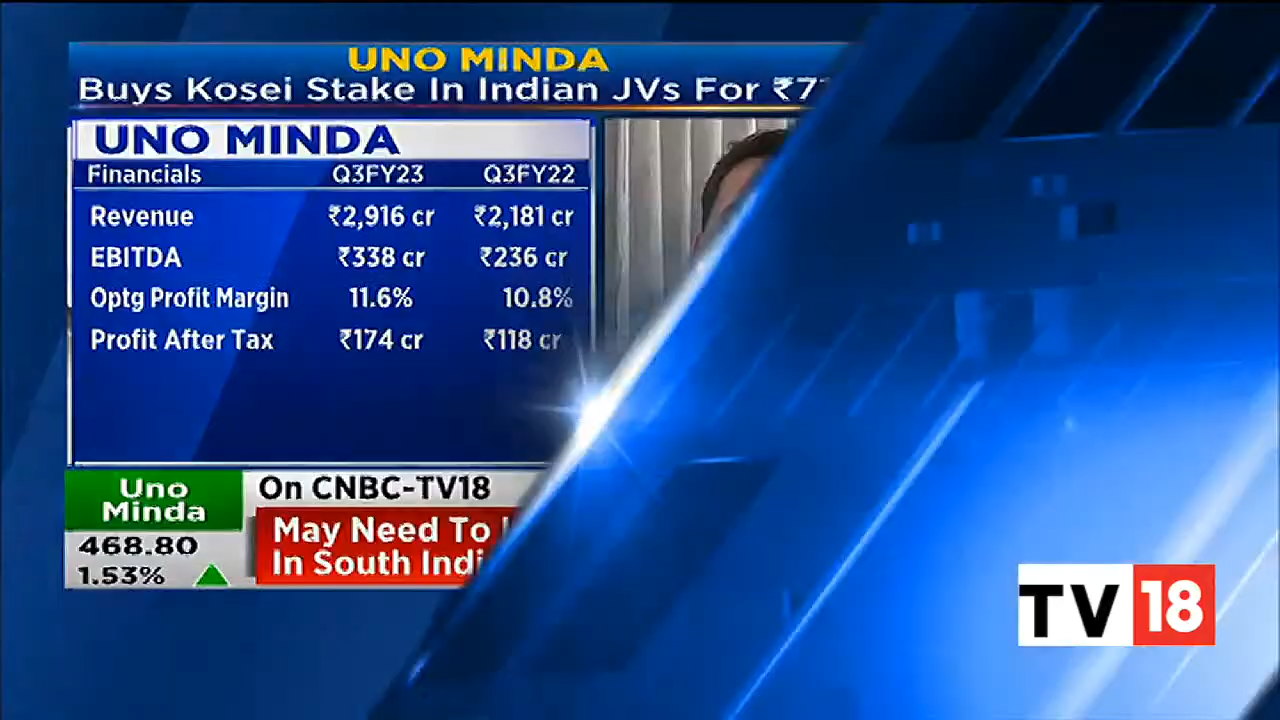 UNO MINDA
Buys Kosei Stake In Indian JVs For
UNO MINDA
Financials Q3FY23 Q3FY22
Revenue ₹2,916 cr ₹2,181 cr
EBITDA ₹338 cr ₹236 cr
Optg Profit Margin 11.6% 10.8%
Profit After Tax ₹174 cr ₹118 cr
Uno
Minda
468.80
1.53%
On CNBC-TV18
May Need To
In South
TV18